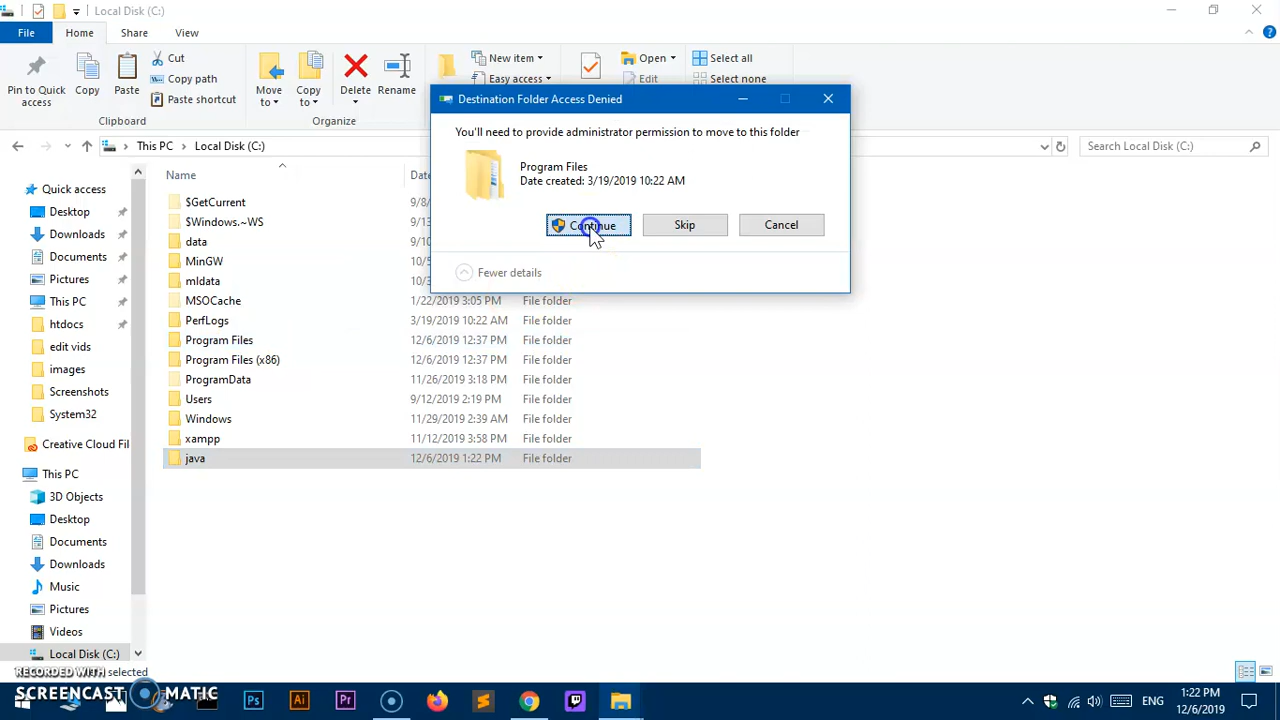 Local Disk (C:)
File Home Share View
Pin to Quick access
Copy
Paste
Cut
Copy path
Paste shortcut
Clipboard
Move to
Copy to
Delete
Rename
Organize
New item
Easy access
Open
Edit
Select all
Select none
Destination Folder Access Denied
You'll need to provide administrator permission to move to this folder
Program Files
Date created: 3/19/2019 10:22 AM
Continue Skip Cancel
Fewer details
This PC Local Disk (C:)
Search Local Disk (C:)
Quick access
Desktop
Downloads
Documents
Pictures
This PC
htdocs
edit vids
images
Screenshots
System32
Creative Cloud Fil
This PC
3D Objects
Desktop
Documents
Downloads
Music
Pictures
Videos
Local Disk (C:)
Name Da
$GetCurrent 9/8/
$Windows.~WS 9/13
data 9/10
MinGW 10/5
mldata 10/3
MSOCache 1/22/2019 3:05 PM File folder
PerfLogs 3/19/2019 10:22 AM File folder
Program Files 12/6/2019 12:37 PM File folder
Program Files (x86) 12/6/2019 12:37 PM File folder
ProgramData 11/26/2019 3:18 PM File folder
Users 9/12/2019 2:19 PM File folder
Windows 11/29/2019 2:39 AM File folder
xampp 11/12/2019 3:58 PM File folder
java 12/6/2019 1:22 PM File folder
selected
RECORDED WITH
SCREENCAST MATIC
Ps Ai Pr
ENG
1:22 PM
12/6/2019